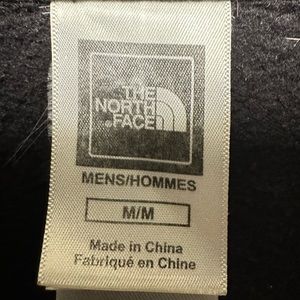 THE
NORTH
FACE
MENS/HOMMES
M/M
Made in China
Fabriqué en Chine